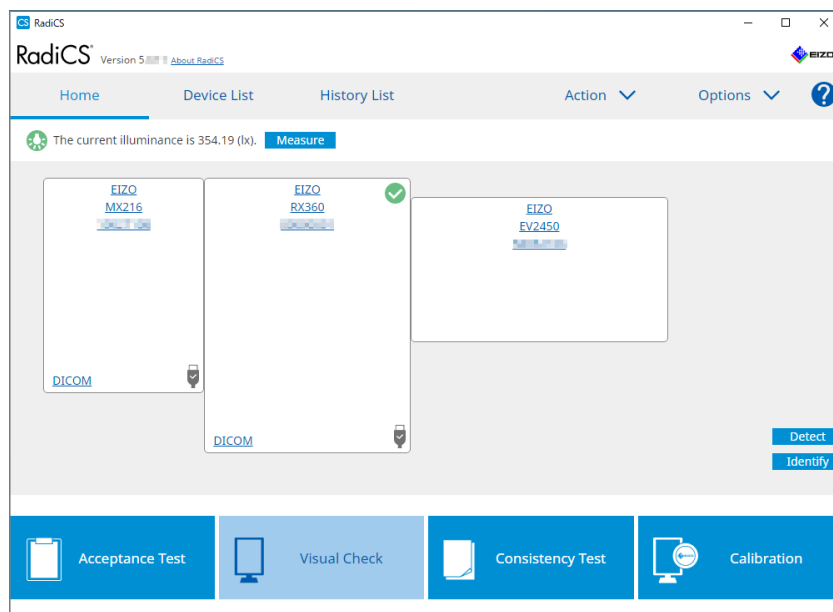 CS RadiCS
RadiCS Version 5 About RadiCS
EIZO
Home Device List History List Action Options ?
The current illuminance is 354.19 (lx). Measure
EIZO
MX216
DICOM
EIZO
RX360
DICOM
EIZO
EV2450
Detect
Identify
Acceptance Test Visual Check Consistency Test Calibration